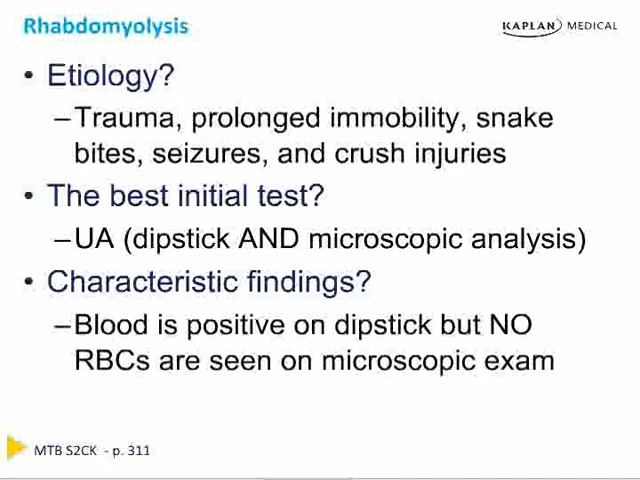 Rhabdomyolysis
KAPLAN MEDICAL
• Etiology?
–Trauma, prolonged immobility, snake
bites, seizures, and crush injuries
• The best initial test?
–UA (dipstick AND microscopic analysis)
• Characteristic findings?
–Blood is positive on dipstick but NO
RBCs are seen on microscopic exam
MTB S2CK - p. 311